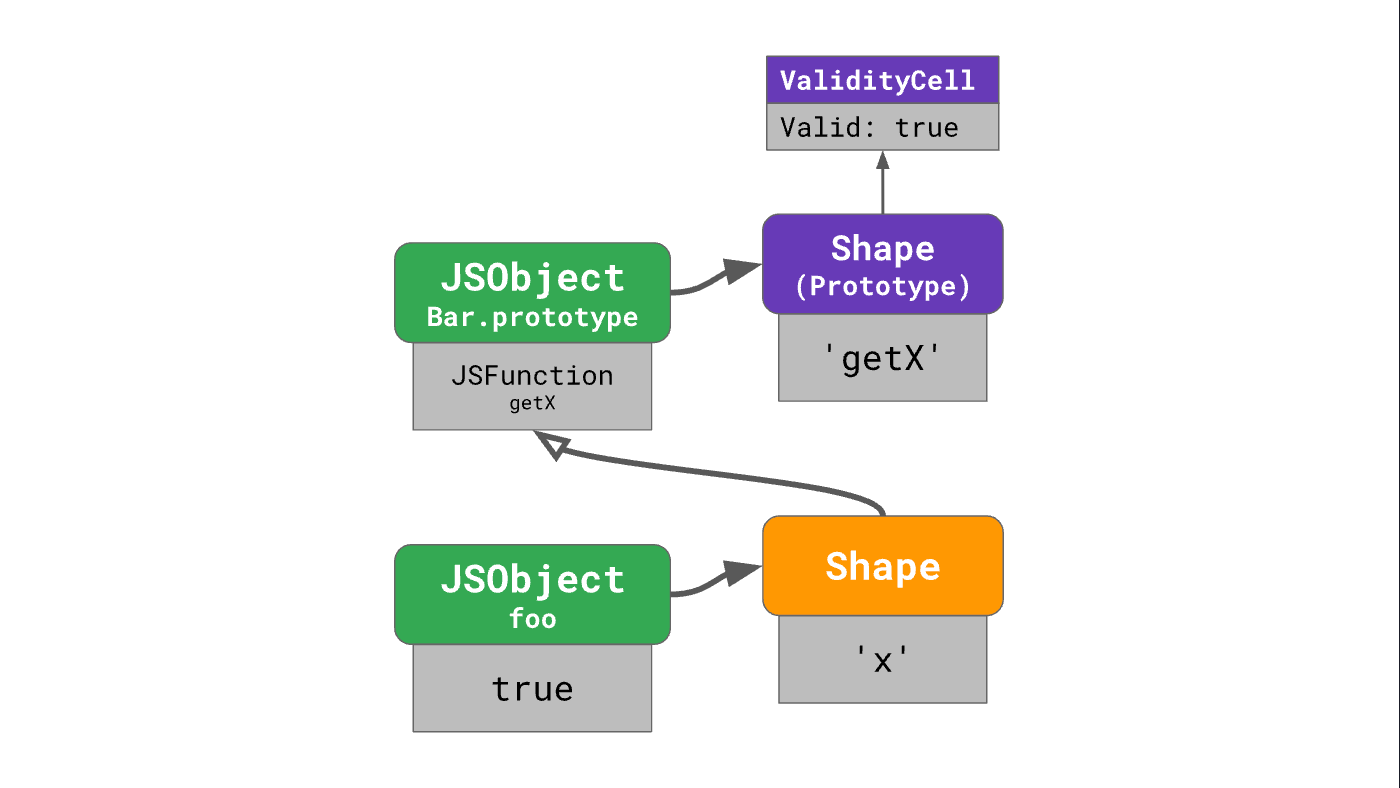 ValidityCell
Valid: true
JSObject
Bar.prototype
JSFunction
getX
Shape
(Prototype)
'getX'
JSObject
foo
true
Shape
'x'